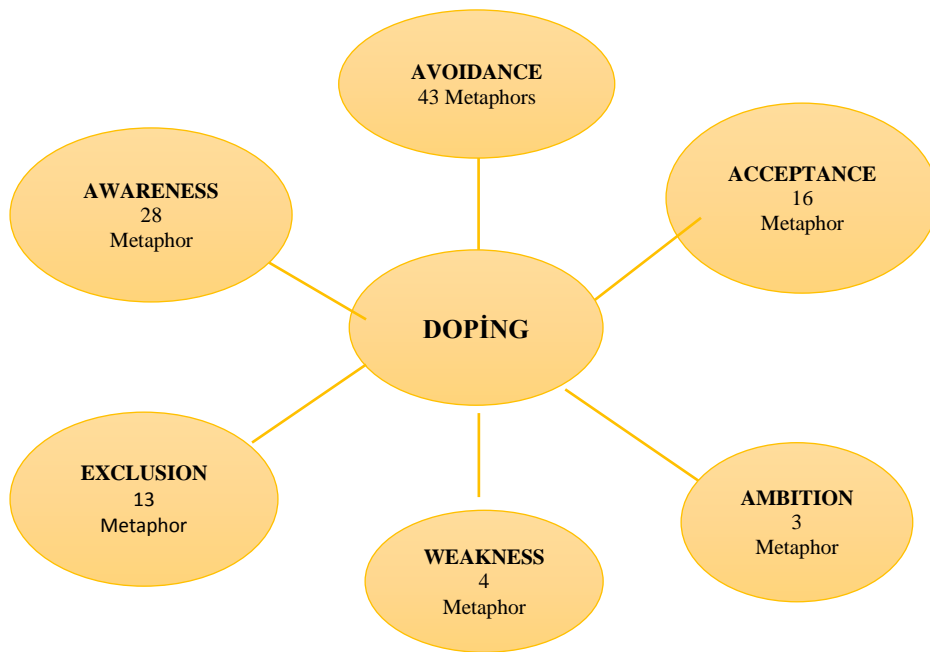 AVOIDANCE
43 Metaphors
AWARENESS
28
Metaphor
ACCEPTANCE
16
Metaphor
DOPİNG
EXCLUSION
13
Metaphor
WEAKNESS
4
Metaphor
AMBITION
3
Metaphor